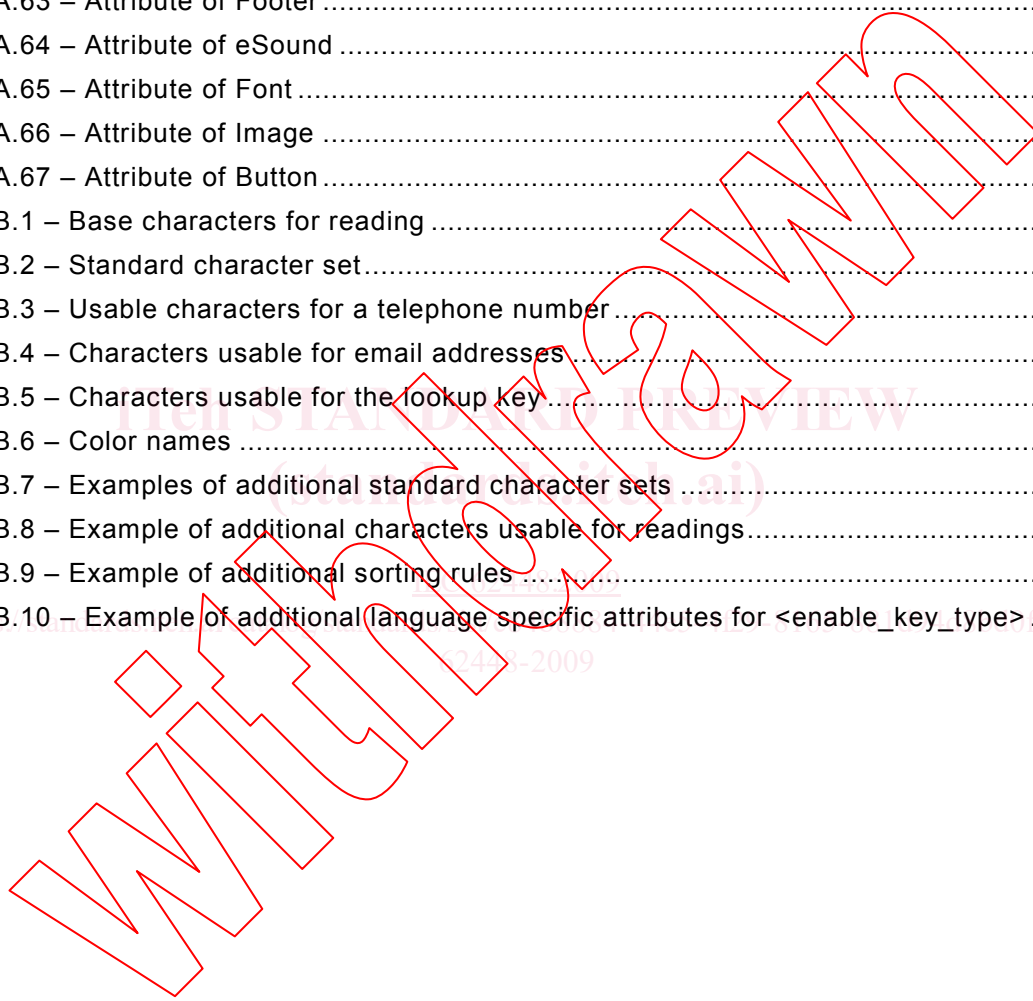 A.63 – Attribute of Footer
A.64 – Attribute of eSound
A.65 – Attribute of Font
A.66 – Attribute of Image
A.67 – Attribute of Button
B.1 – Base characters for reading
B.2 – Standard character set
B.3 – Usable characters for a telephone number
B.4 – Characters usable for email addresses
B.5 – Characters usable for the lookup key
iTeh STANDARD PREVIEW
B.6 – Color names
(standards.iteh.ai)
B.7 – Examples of additional standard character sets
B.8 – Example of additional characters usable for readings
B.9 – Example of additional sorting rules
IEC 62448:2009
B.10 – Example of additional language specific attributes for <enable_key_type>
62448-2009
withdrawn